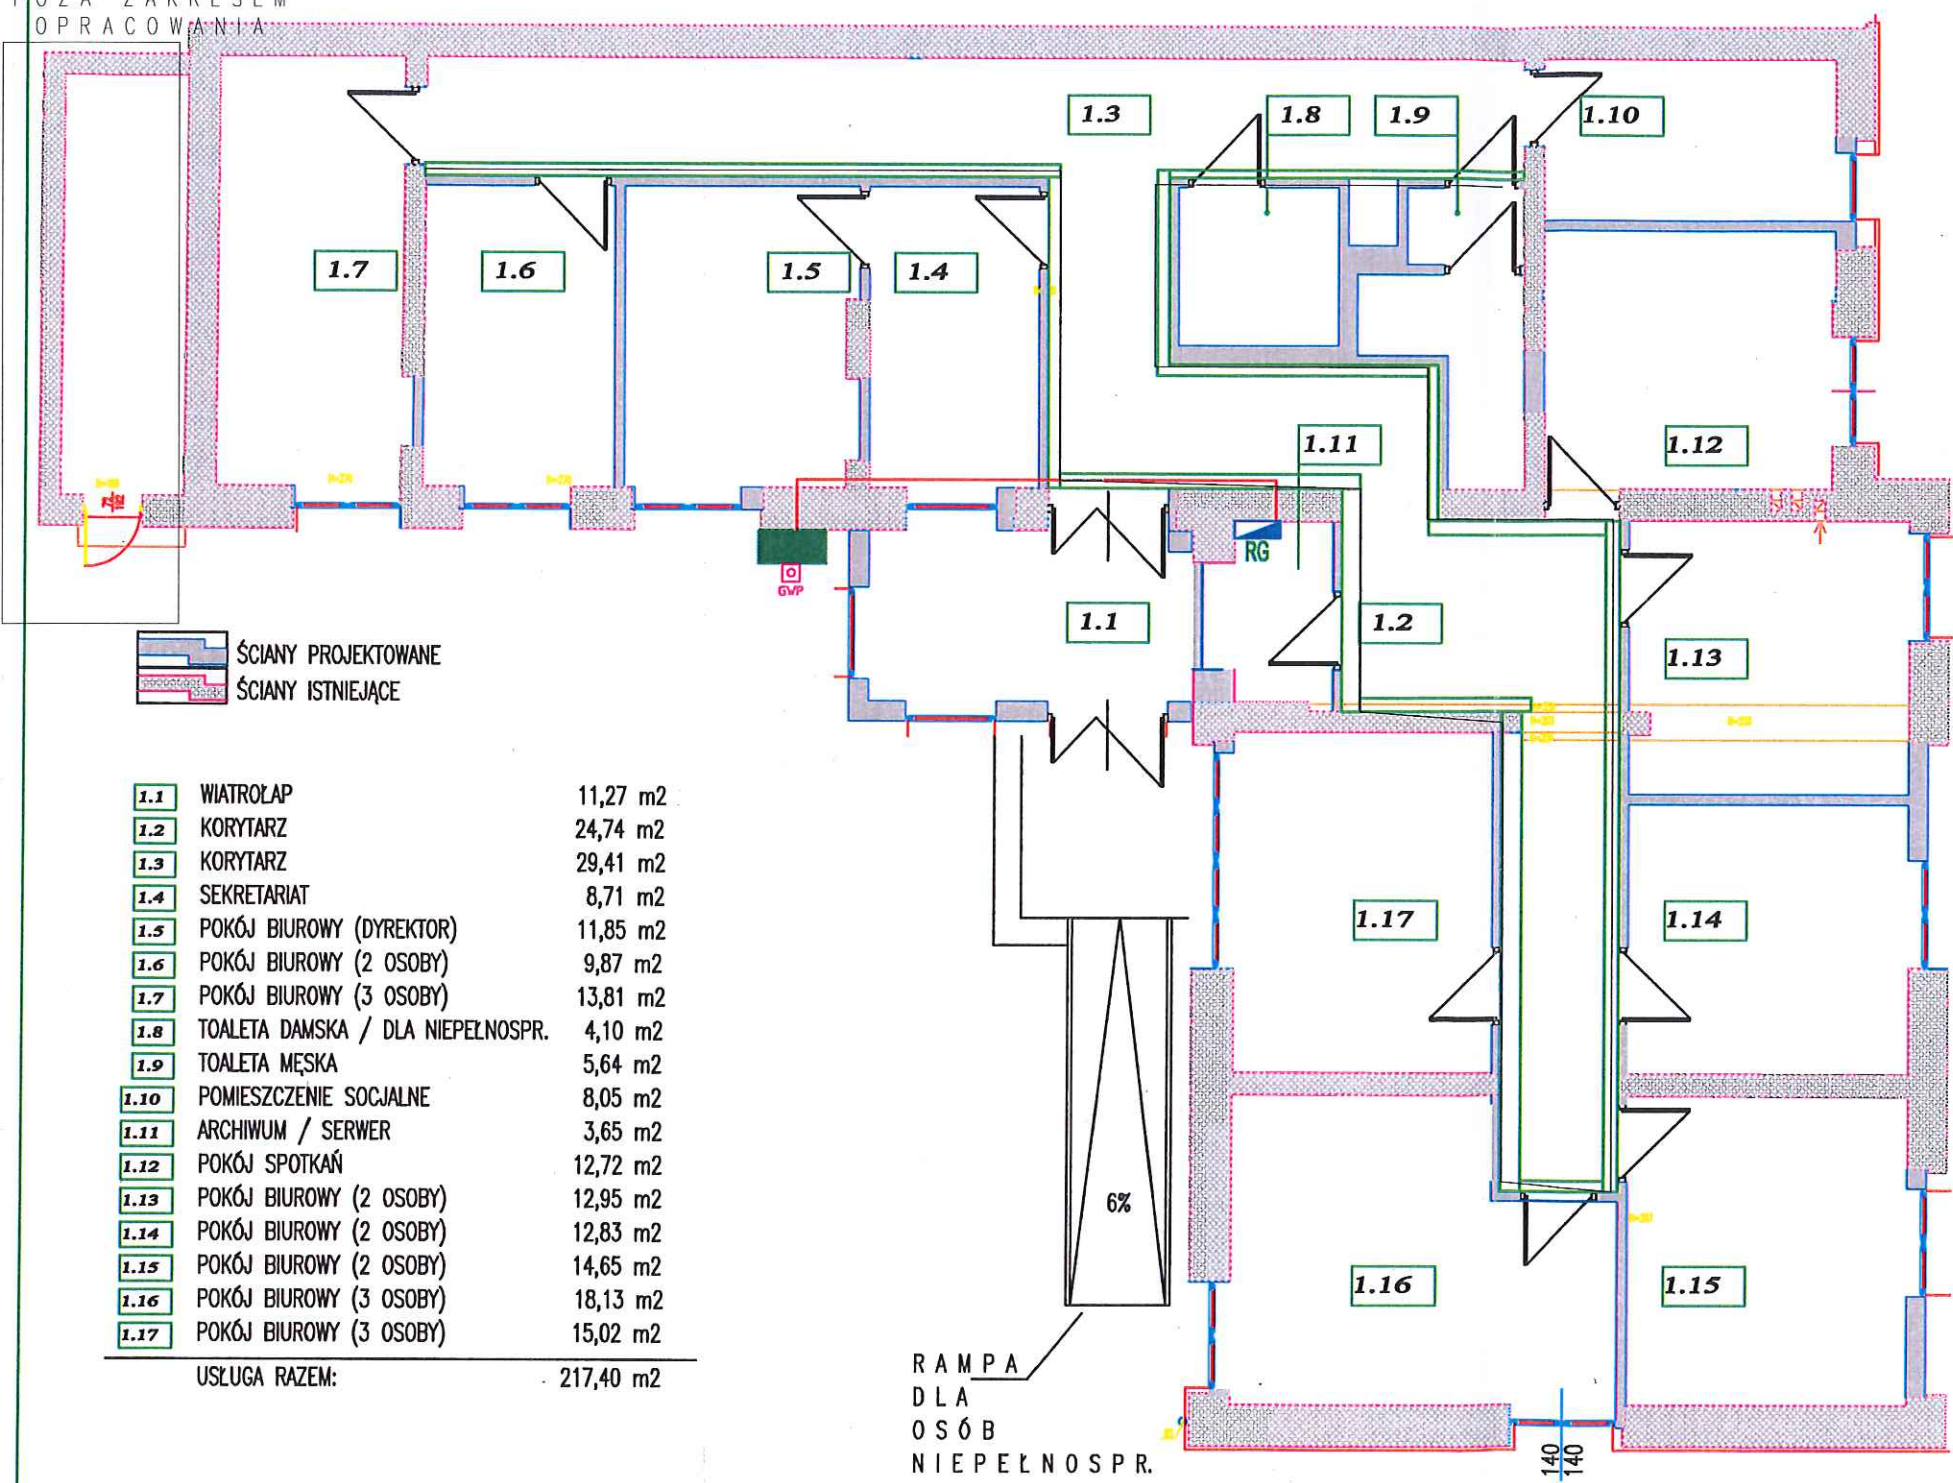 POZA ZAKRESEM
OPRACOWANIA
1.3
1.8
1.9
1.10
1.7
1.6
1.5
1.4
1.11
1.12
RG
GWP
1.1
1.2
1.13
ŚCIANY PROJEKTOWANE
ŚCIANY ISTNIEJĄCE
1.1 WIATROŁAP 11,27 m2
1.2 KORYTARZ 24,74 m2
1.3 KORYTARZ 29,41 m2
1.4 SEKRETARIAT 8,71 m2
1.5 POKÓJ BIUROWY (DYREKTOR) 11,85 m2
1.6 POKÓJ BIUROWY (2 OSOBY) 9,87 m2
1.7 POKÓJ BIUROWY (3 OSOBY) 13,81 m2
1.8 TOALETA DAMSKA / DLA NIEPEŁNOSPR. 4,10 m2
1.9 TOALETA MĘSKA 5,64 m2
1.10 POMIESZCZENIE SOCJALNE 8,05 m2
1.11 ARCHIWUM / SERWER 3,65 m2
1.12 POKÓJ SPOTKAŃ 12,72 m2
1.13 POKÓJ BIUROWY (2 OSOBY) 12,95 m2
1.14 POKÓJ BIUROWY (2 OSOBY) 12,83 m2
1.15 POKÓJ BIUROWY (2 OSOBY) 14,65 m2
1.16 POKÓJ BIUROWY (3 OSOBY) 18,13 m2
1.17 POKÓJ BIUROWY (3 OSOBY) 15,02 m2
USŁUGA RAZEM: 217,40 m2
1.17
1.14
6%
1.16
1.15
RAMPA
DLA
OSÓB
NIEPEŁNOSPR.
140
140